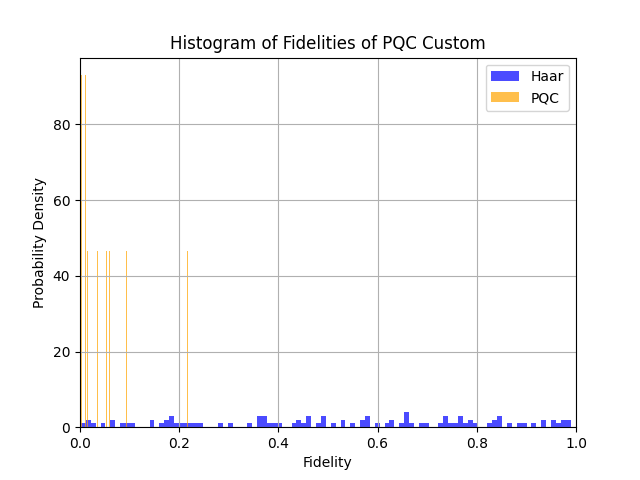 Histogram of Fidelities of PQC Custom
Haar
PQC
80
60
40
20
0
0.0 0.2 0.4 0.6 0.8 1.0
Probability Density
Fidelity